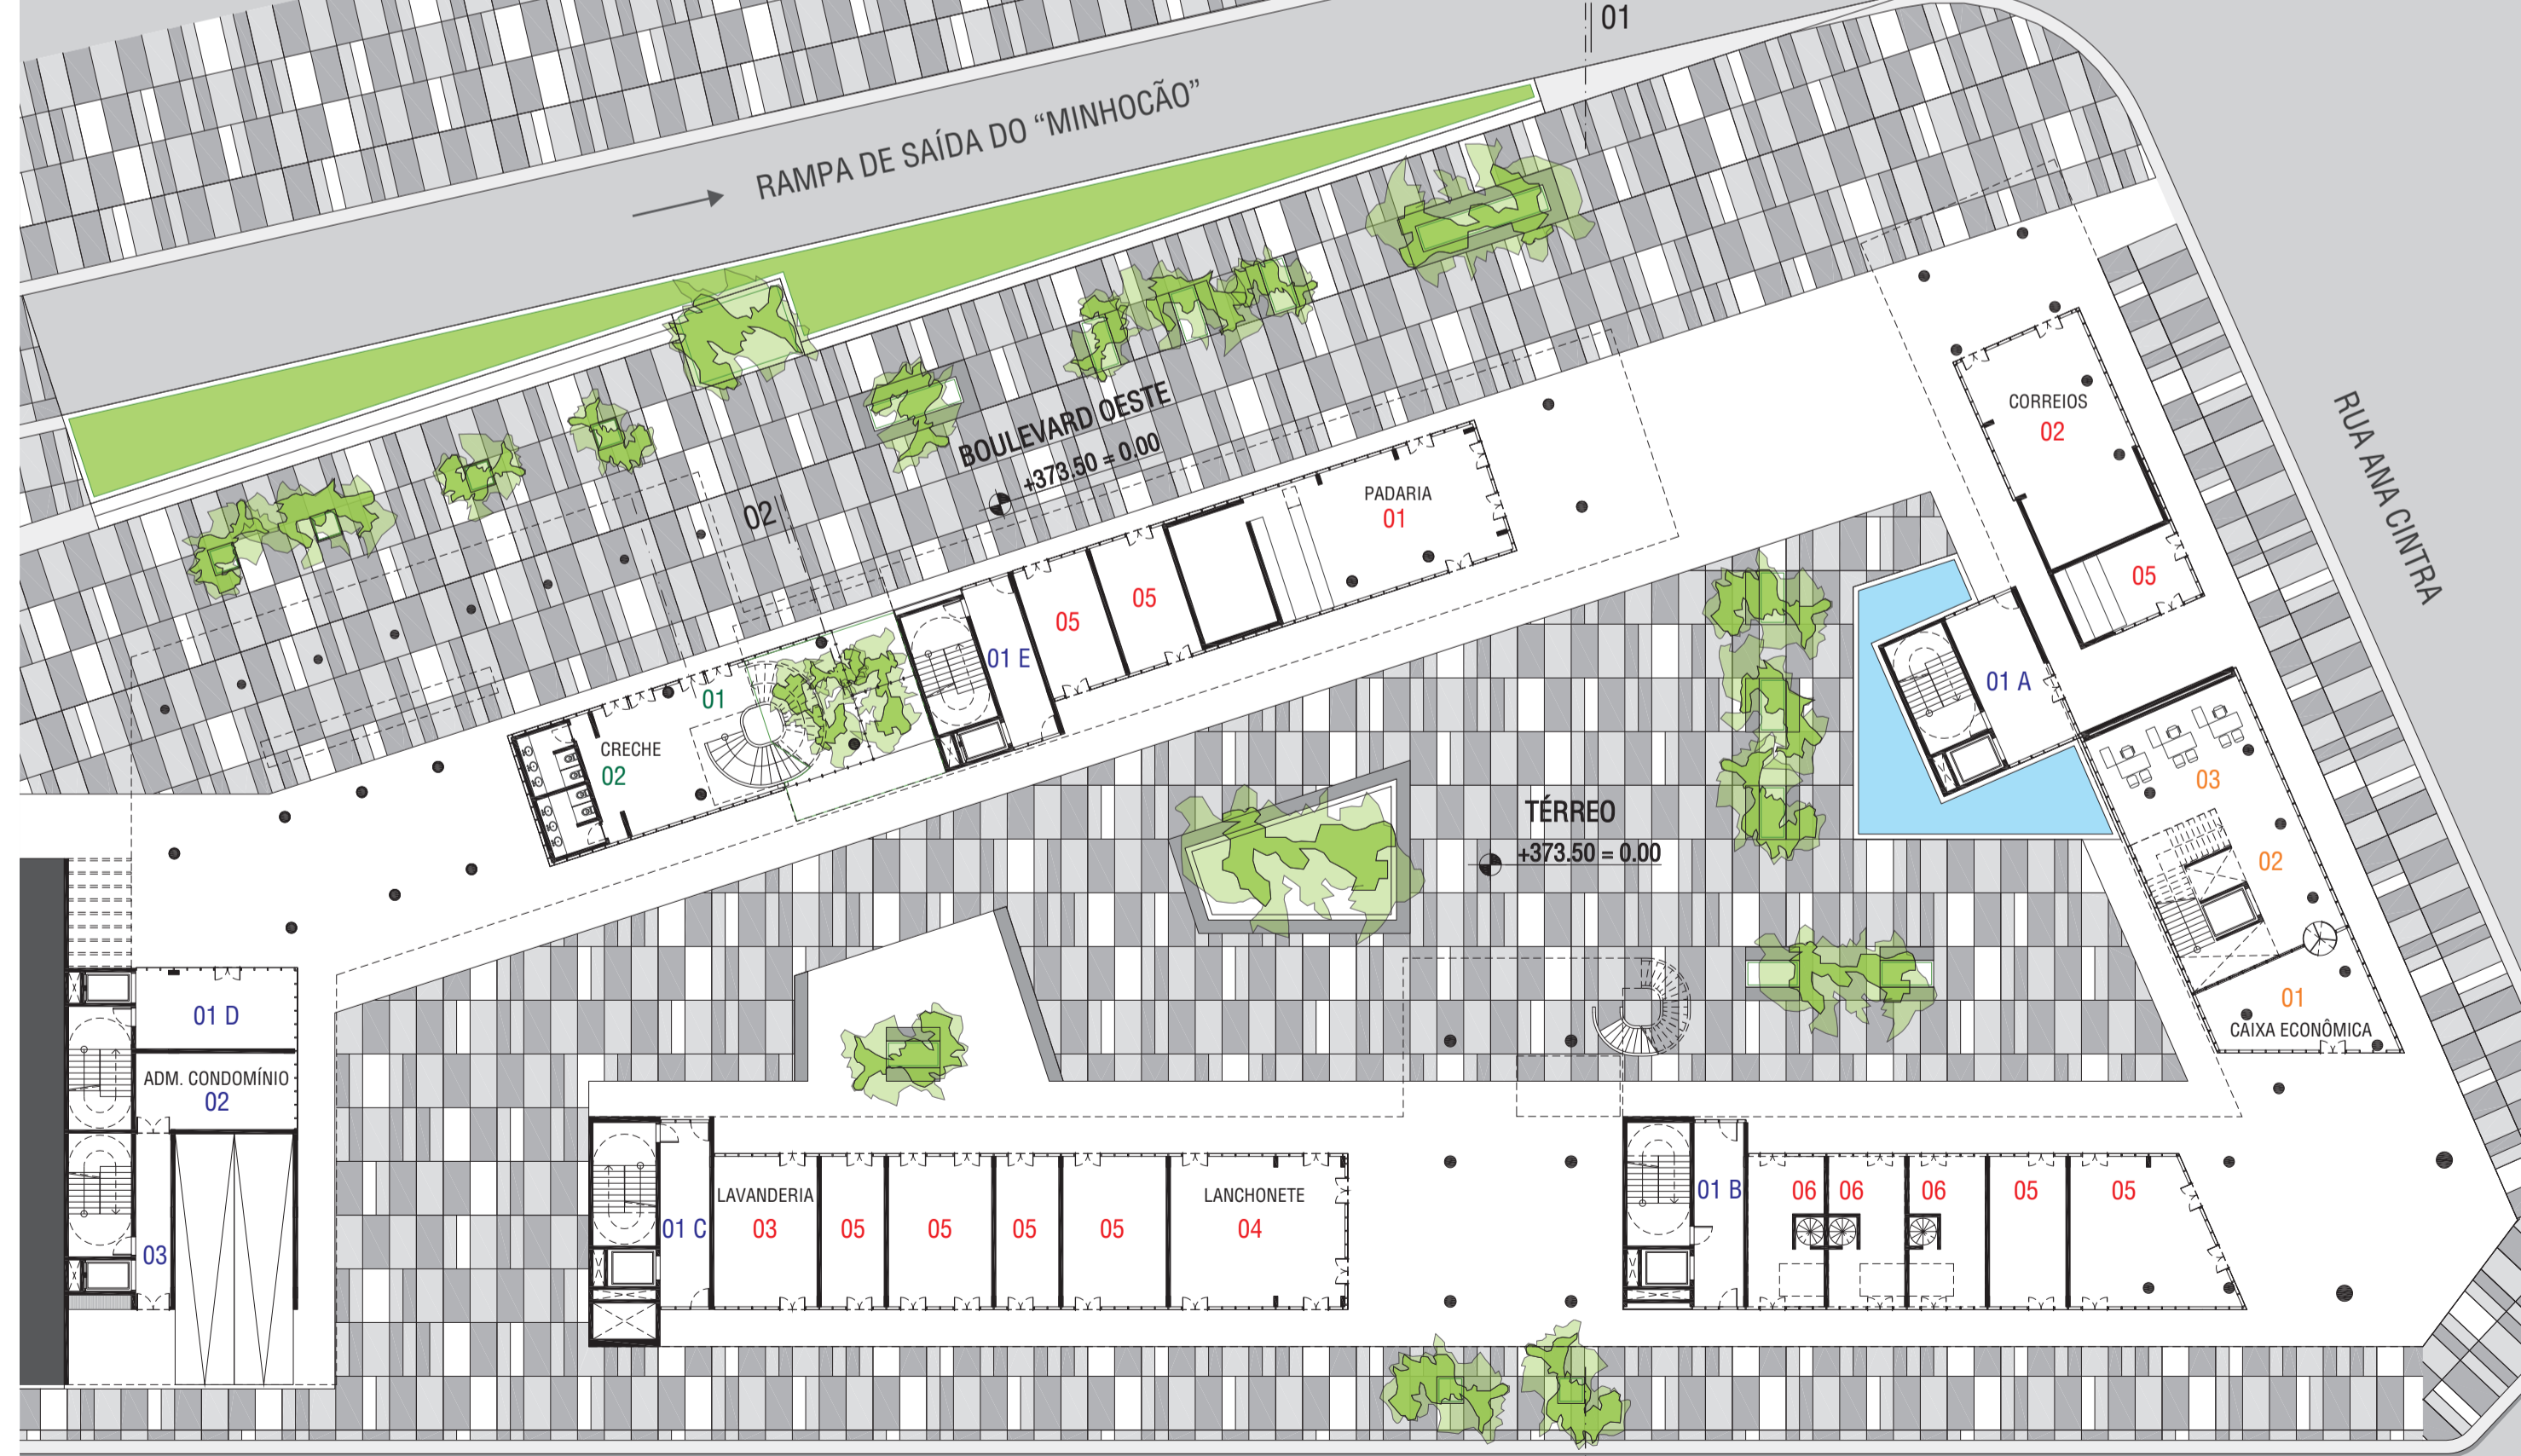 01
RAMPA DE SAÍDA DO “MINHOCÃO”
RUA ANA CINTRA
BOULEVARD OESTE
+373.50 = 0.00
02
CORREIOS
02
05
PADARIA
01
05
05
01 E
01 A
01
CRECHE
02
03
02
01
CAIXA ECONÔMICA
TÉRREO
+373.50 = 0.00
01 D
ADM. CONDOMÍNIO
02
03
01 C
LAVANDERIA
03
05
05
05
05
LANCHONETE
04
01 B
06
06
06
05
05